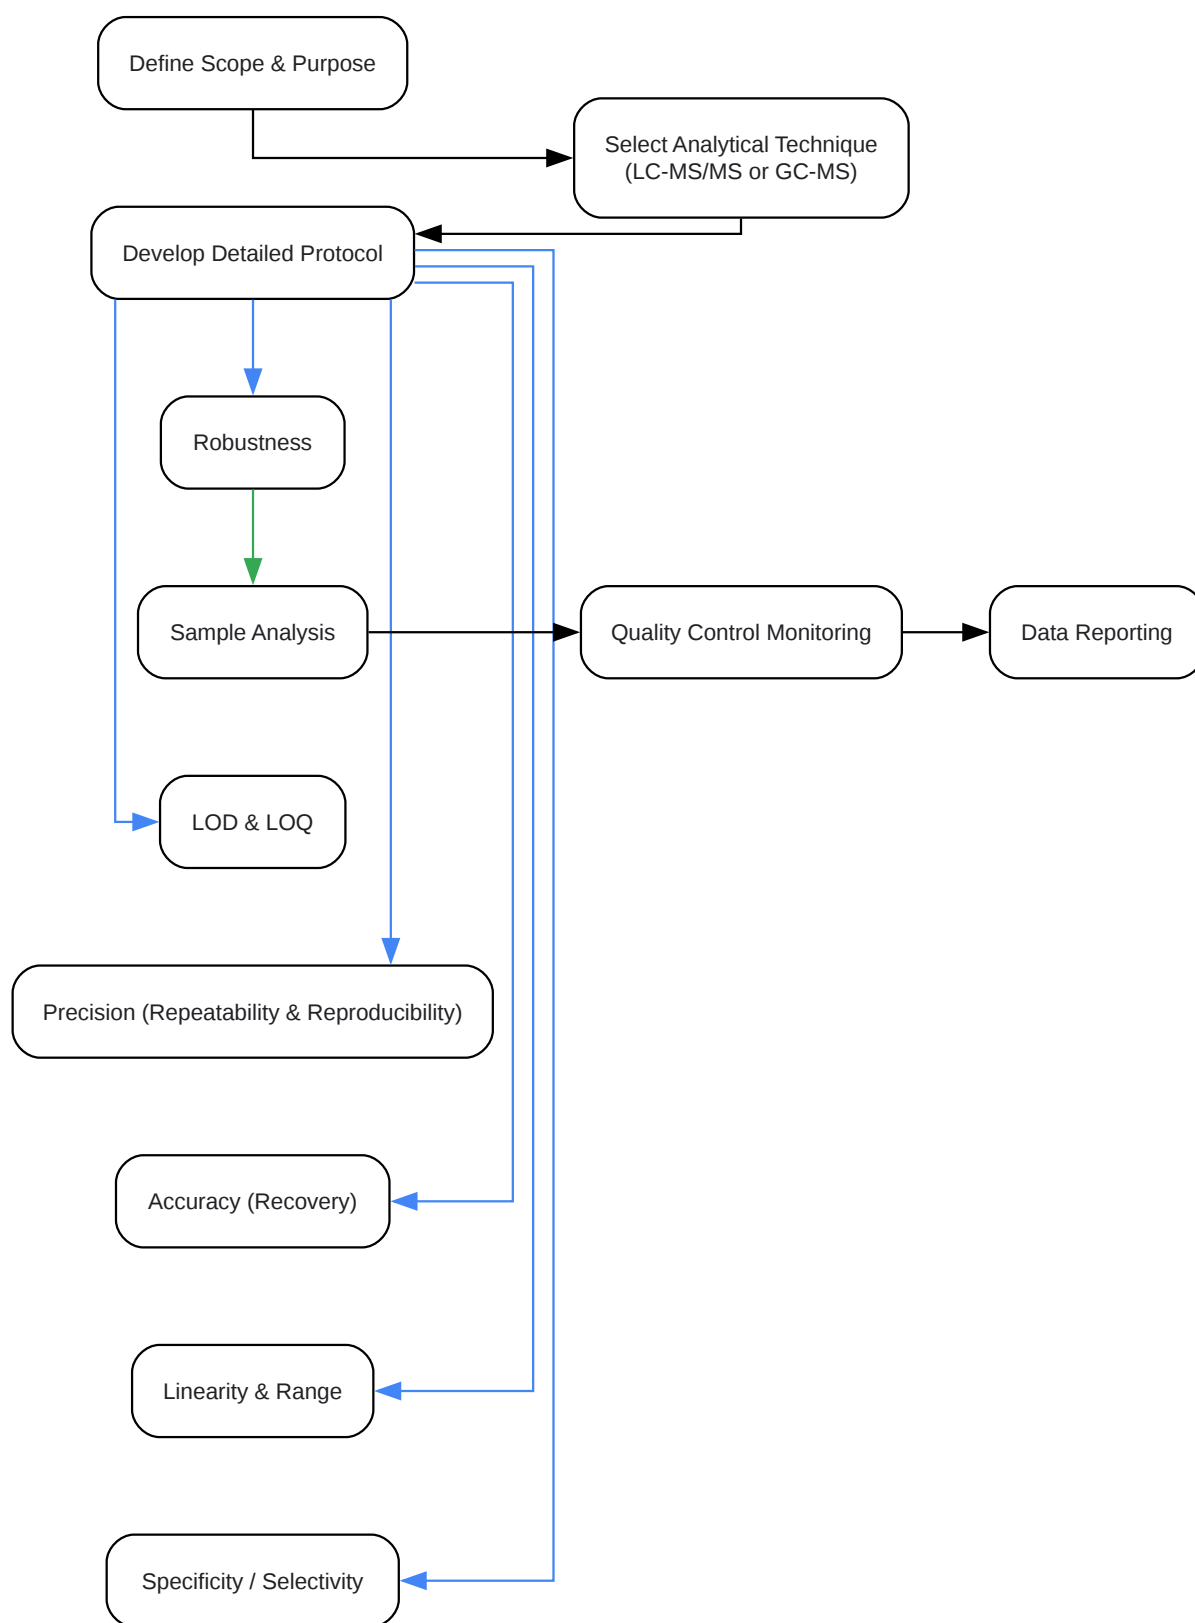 Define Scope & Purpose
Select Analytical Technique
(LC-MS/MS or GC-MS)
Develop Detailed Protocol
Robustness
Sample Analysis
Quality Control Monitoring
Data Reporting
LOD & LOQ
Precision (Repeatability & Reproducibility)
Accuracy (Recovery)
Linearity & Range
Specificity / Selectivity